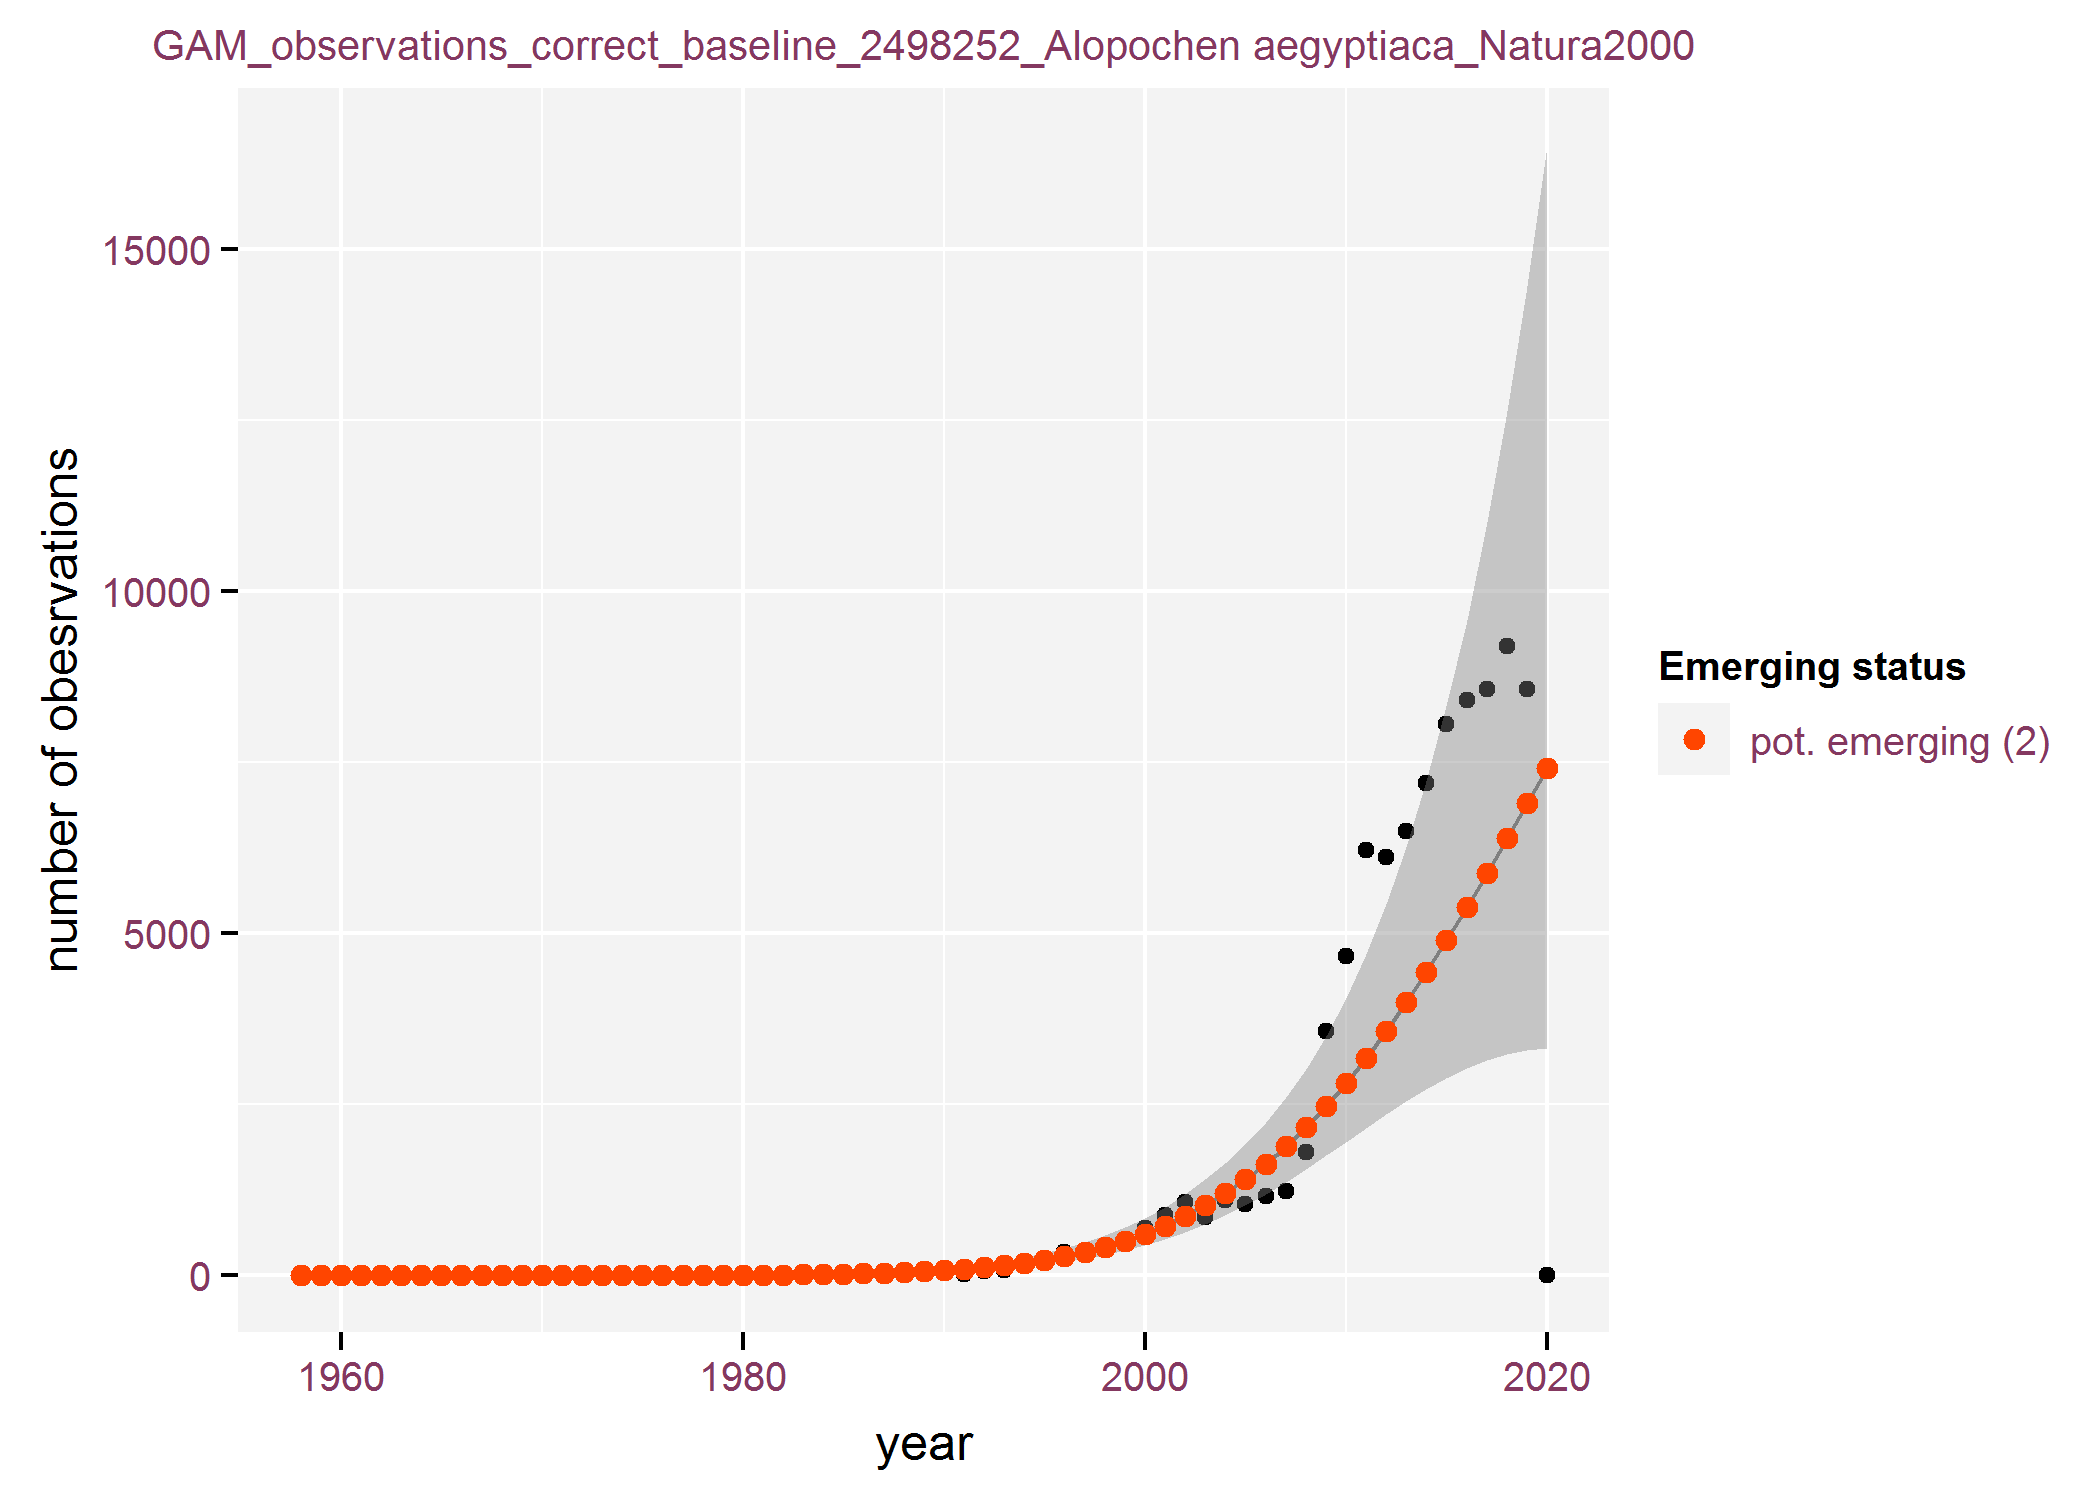 GAM_observations_correct_baseline_2498252_Alopochen aegyptiaca_Natura2000
number of obesrvations
15000
10000
5000
0
1960
1980
2000
2020
year
Emerging status
pot. emerging (2)